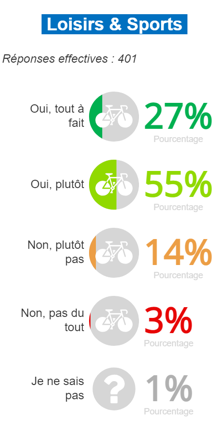 Loisirs & Sports
Réponses effectives : 401
Oui, tout à
fait
27%
Pourcentage
Oui, plutôt
55%
Pourcentage
Non, plutôt
pas
14%
Pourcentage
Non, pas du
tout
3%
Pourcentage
Je ne sais
pas
?
1%
Pourcentage